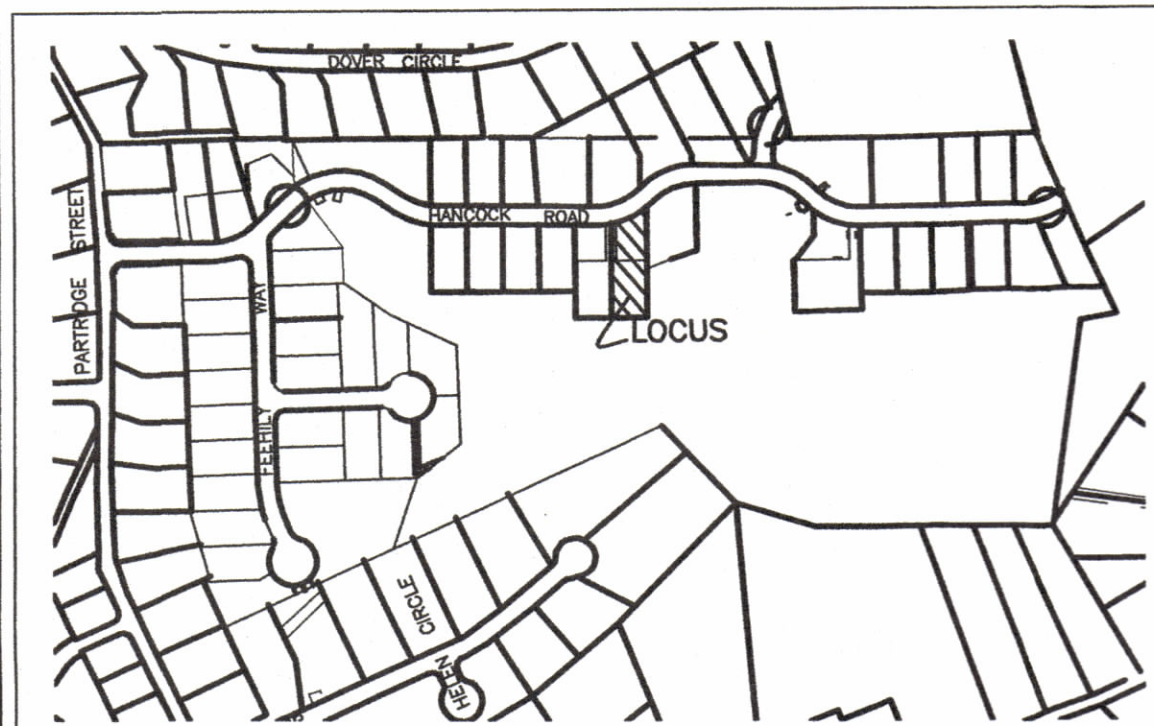 DOVER CIRCLE
PARTRIDGE STREET
HANCOCK ROAD
FEEHILY WAY
LOCUS
HELEN CIRCLE